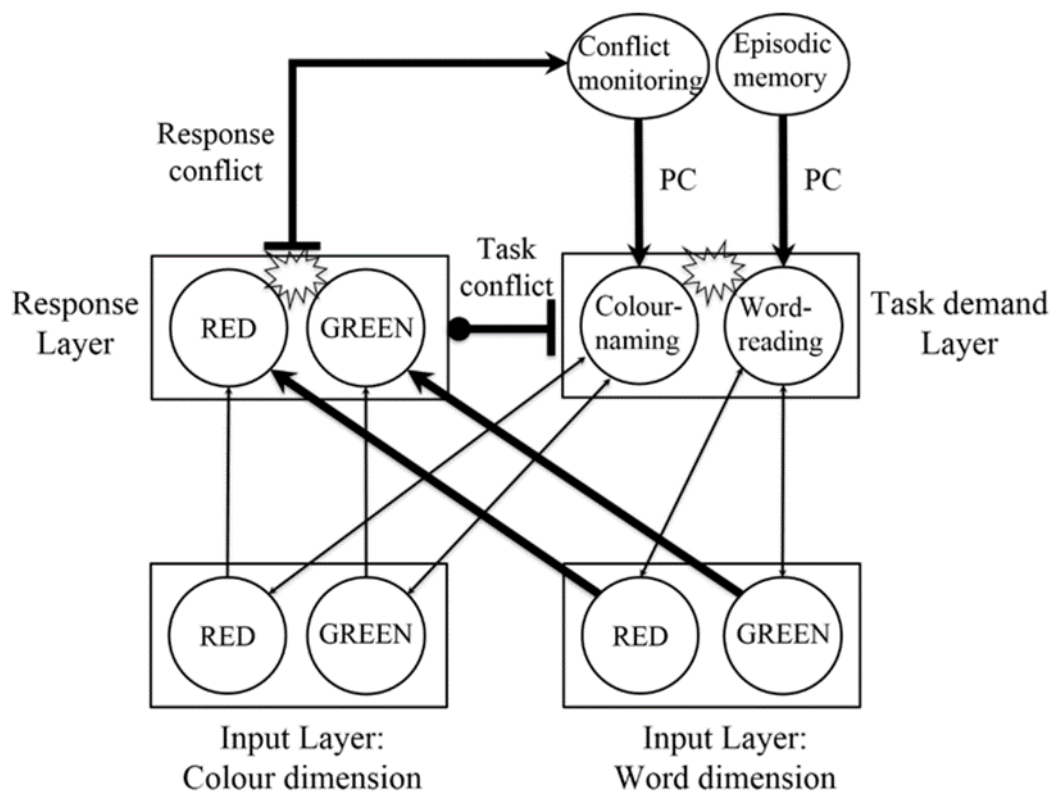 Conflict
monitoring
Episodic
memory
Response
conflict
PC
PC
Task
conflict
Response
Layer
RED
GREEN
Colour-
naming
Word-
reading
Task demand
Layer
RED
GREEN
RED
GREEN
Input Layer:
Colour dimension
Input Layer:
Word dimension